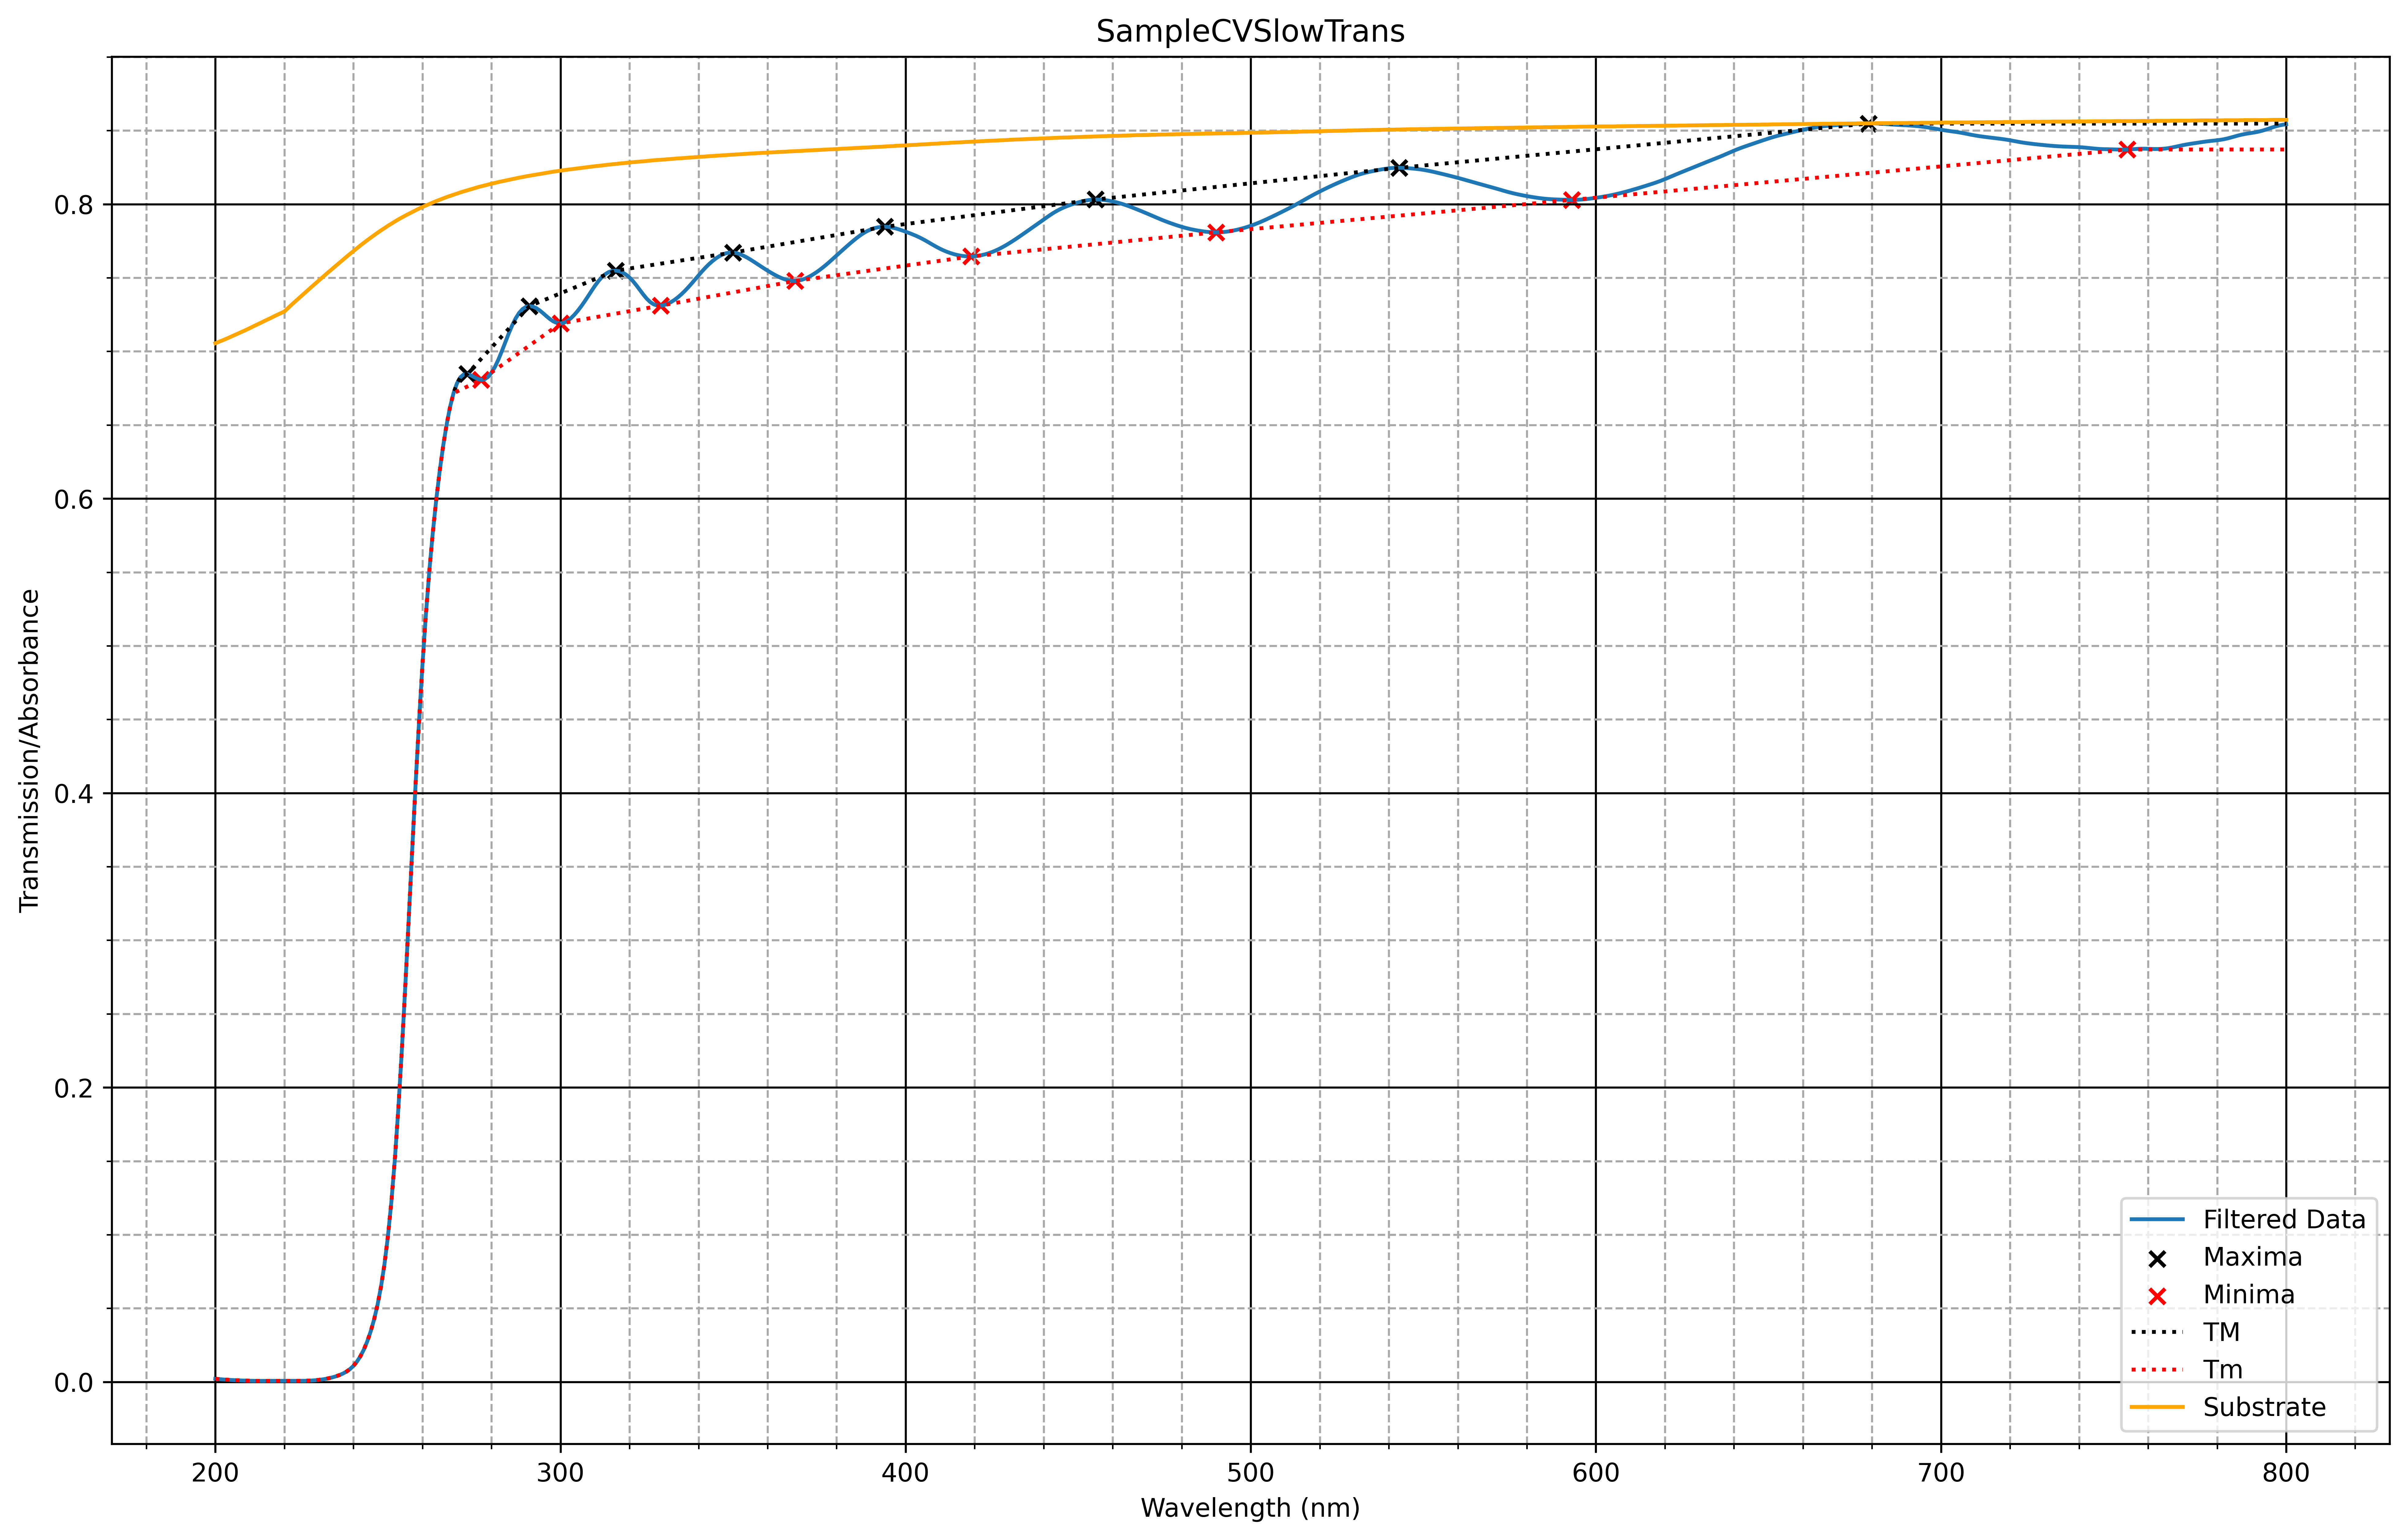 SampleCVSlowTrans
Transmission/Absorbance
0.8
0.6
0.4
0.2
0.0
200 300 400 500 600 700 800
Wavelength (nm)
Filtered Data
Maxima
Minima
TM
Tm
Substrate